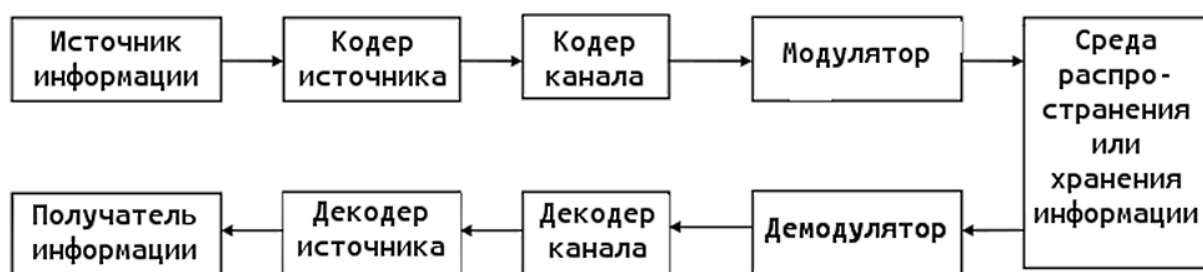 Источник
информации
Кодер
источника
Кодер
канала
Модулятор
Среда
распро-
странения
или
хранения
информации
Получатель
информации
Декодер
источника
Декодер
канала
Демодулятор